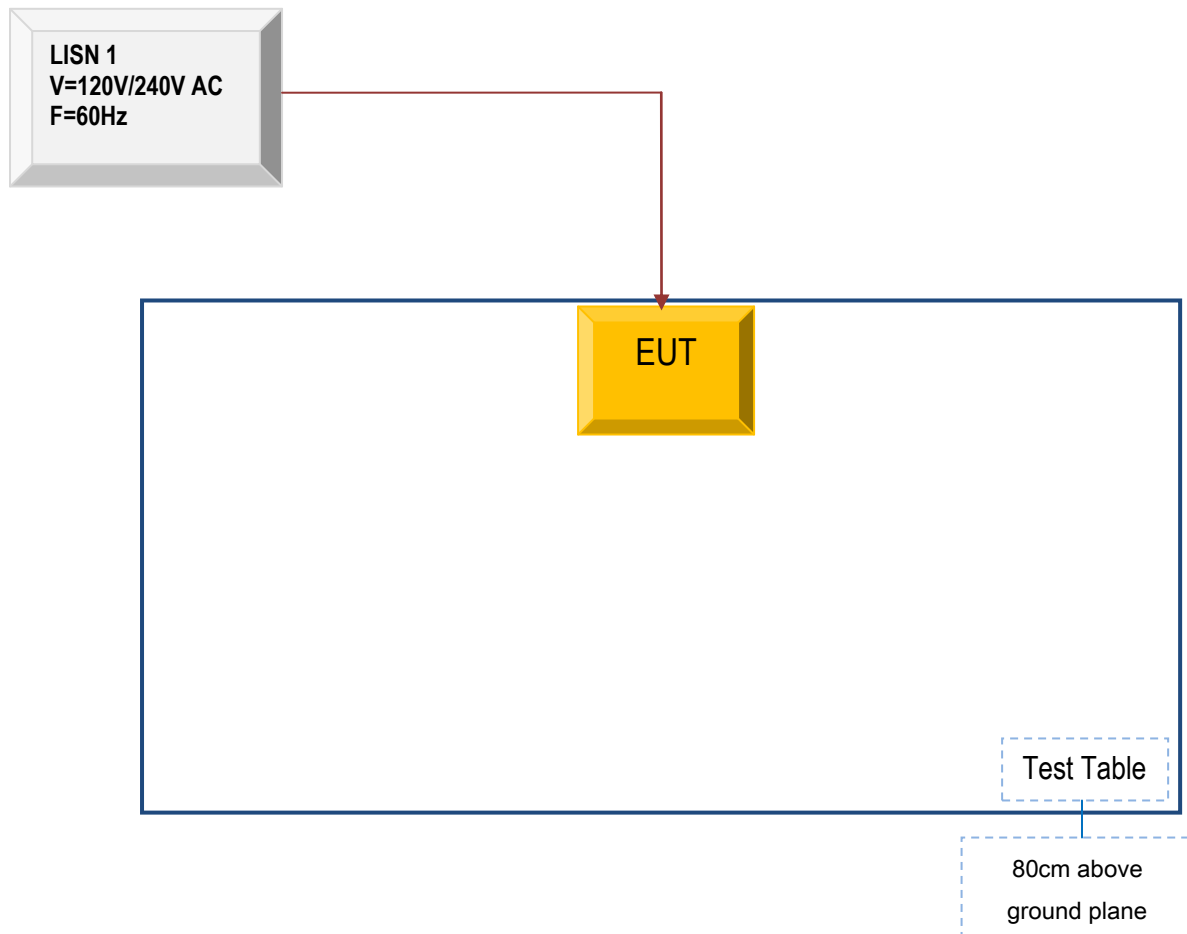 LISN 1
V=120V/240V AC
F=60Hz
EUT
Test Table
80cm above
ground plane